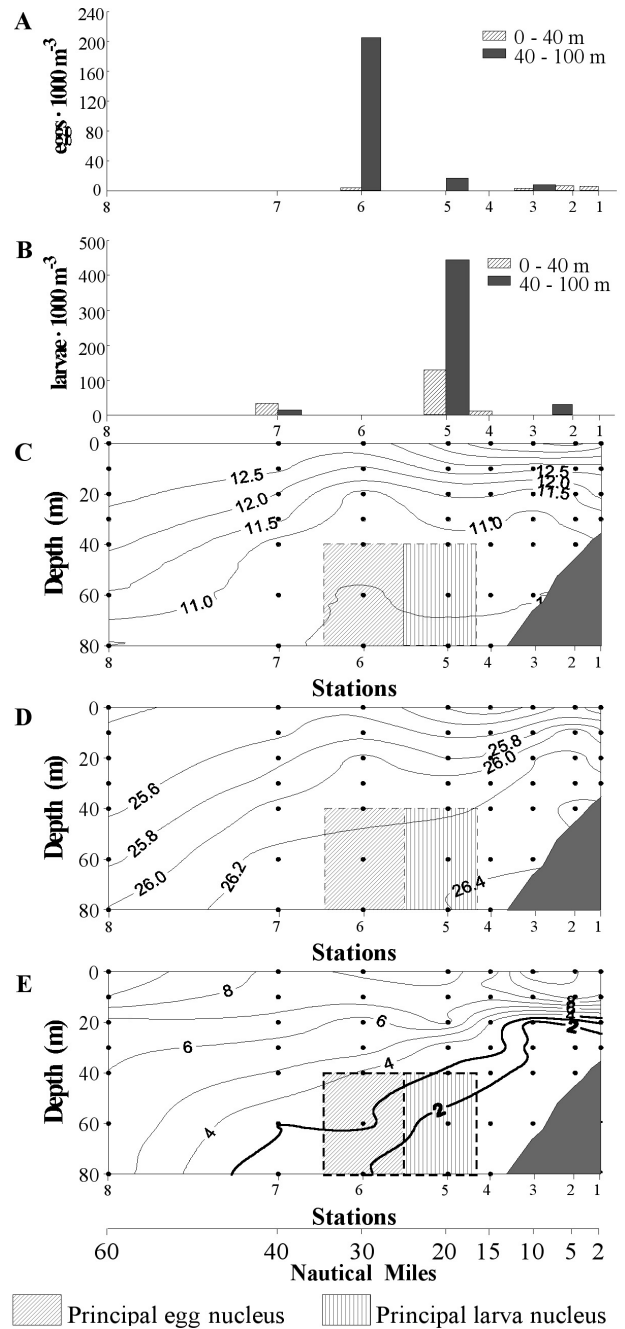 A
240
200
160
120
80
40
0
eggs · 1000 m-3
0 - 40 m
40 - 100 m
8 7 6 5 4 3 2 1
B
500
400
300
200
100
0
larvae · 1000 m-3
0 - 40 m
40 - 100 m
8 7 6 5 4 3 2 1
C
0
20
40
60
80
Depth (m)
12.5
12.0
11.5
11.0
12.5
12.0
11.5
11.0
8 7 6 5 4 3 2 1
Stations
D
0
20
40
60
80
Depth (m)
25.6
25.8
26.0
26.2
25.8
26.0
26.4
8 7 6 5 4 3 2 1
Stations
E
0
20
40
60
80
Depth (m)
8
6
6
4
4
2
8
6
4
2
8 7 6 5 4 3 2 1
Stations
60 40 30 20 15 10 5 2
Nautical Miles
Principal egg nucleus Principal larva nucleus